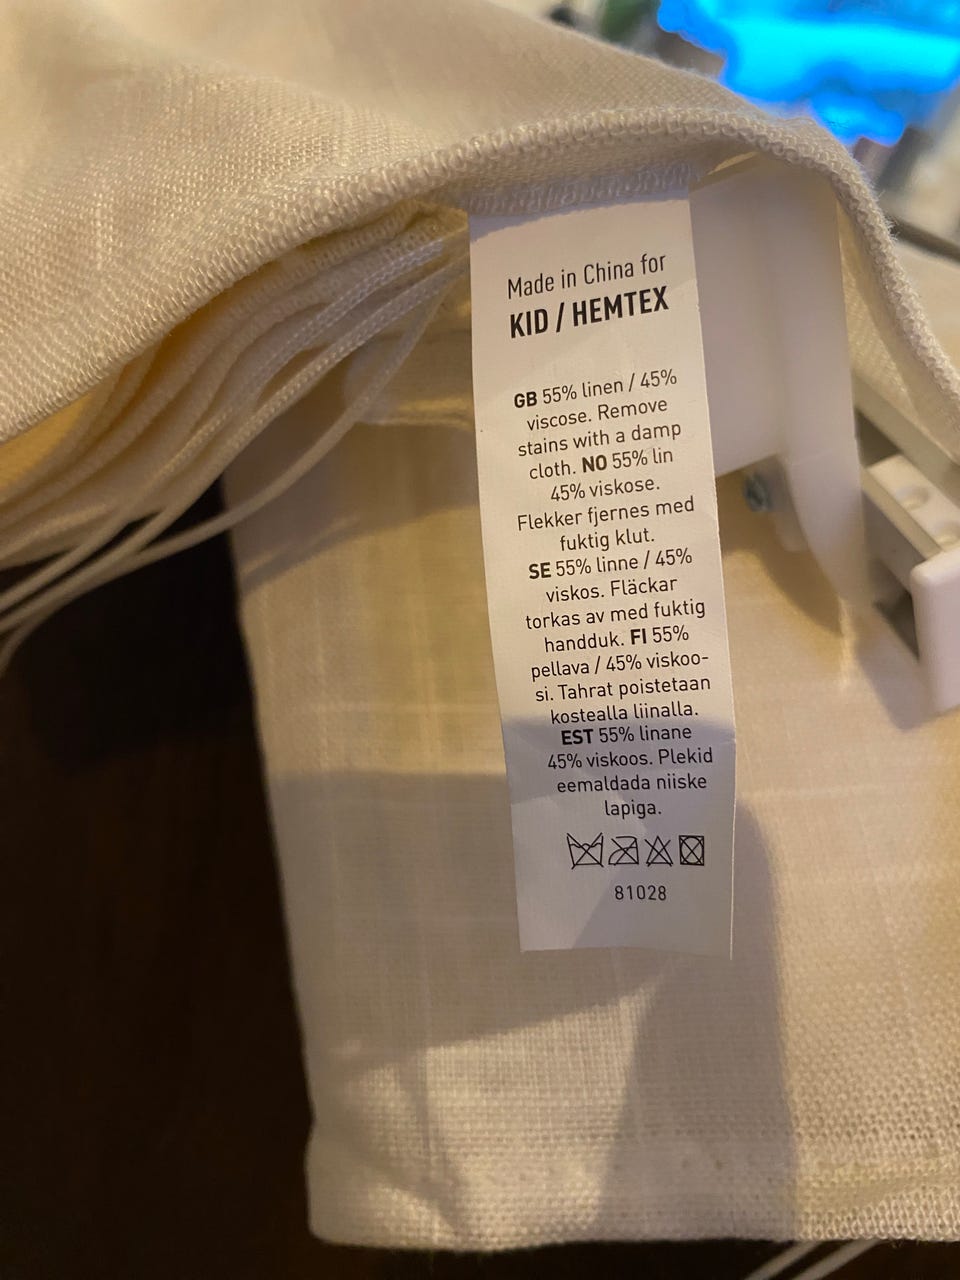 Made in China for
KID / HEMTEX
GB 55% linen / 45%
viscose. Remove
stains with a damp
cloth. NO 55% lin
45% viskose.
Flekker fjernes med
fuktig klut.
SE 55% linne / 45%
viskos. Fläckar
torkas av med fuktig
handduk. FI 55%
pellava / 45% viskoo-
si. Tahrat poistetaan
kostealla liinalla.
EST 55% linane
45% viskoos. Plekid
eemaldada niiske
lapiga.
81028